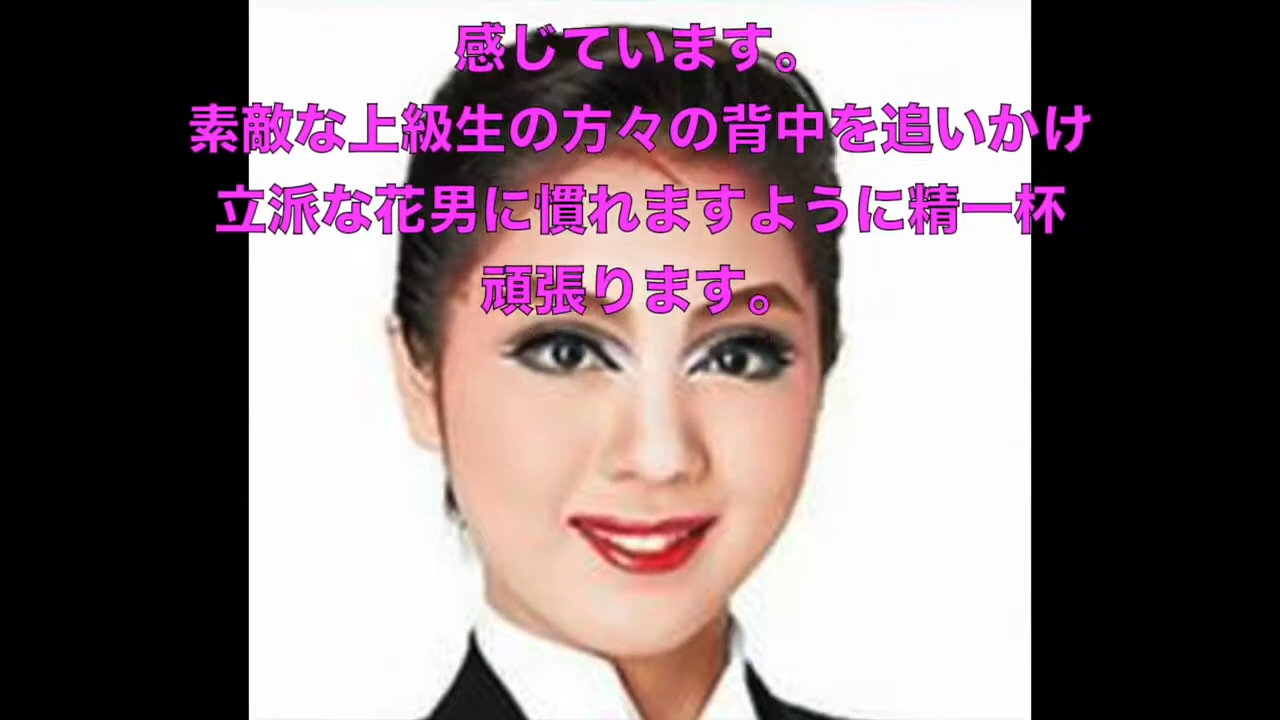 感じています。
素敵な上級生の方々の背中を追いかけ
立派な花男に慣れますように精一杯
頑張ります。